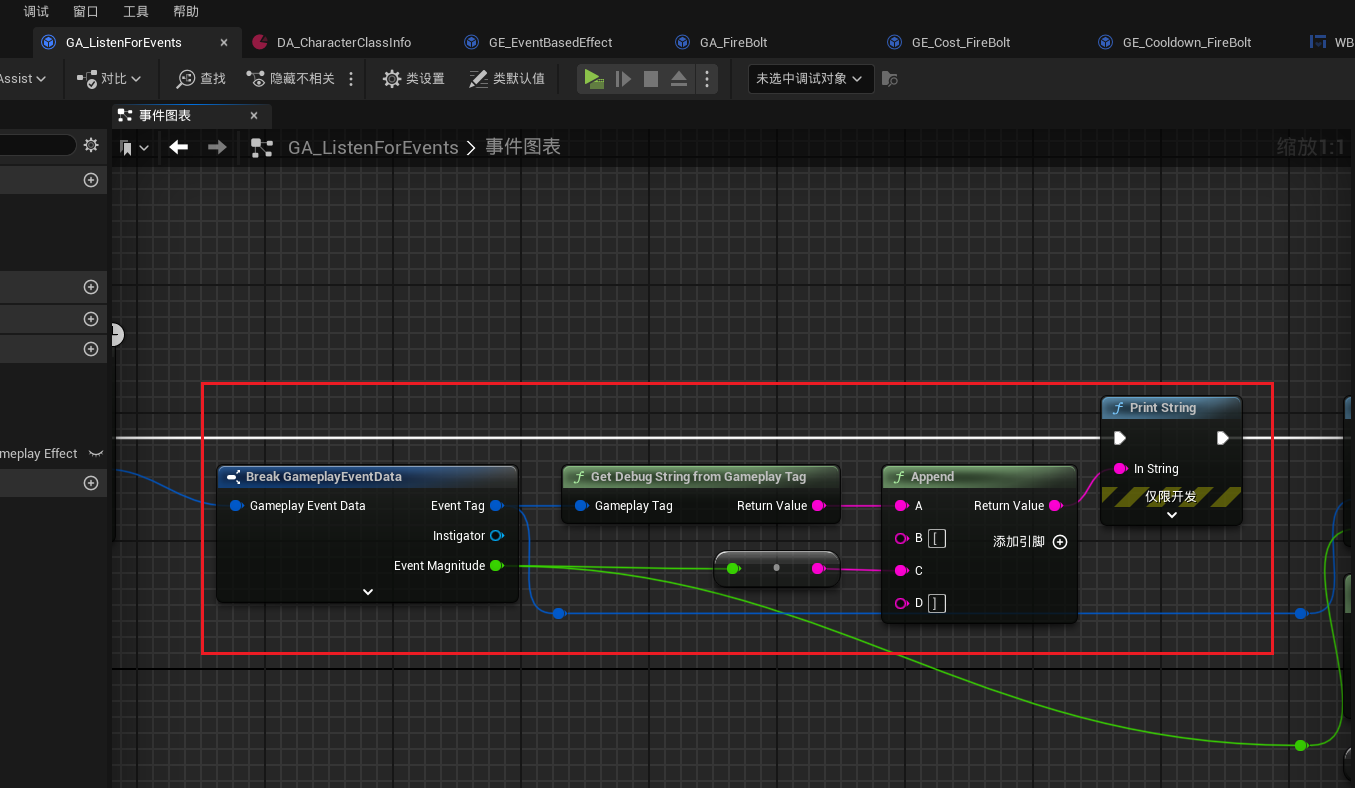 调试 窗口 工具 帮助
GA_ListenForEvents DA_CharacterClassInfo GE_EventBasedEffect GA_FireBolt GE_Cost_FireBolt GE_Cooldown_FireBolt WB
Assist 对比 查找 隐藏不相关 类设置 类默认值 未选中调试对象
事件图表
GA_ListenForEvents > 事件图表 缩放1:1
meplay Effect
Print String
In String
仅限开发
Break GameplayEventData
Gameplay Event Data Event Tag
Instigator
Event Magnitude
Get Debug String from Gameplay Tag
Gameplay Tag Return Value
Append
A Return Value
B [ 添加引脚
C
D ]